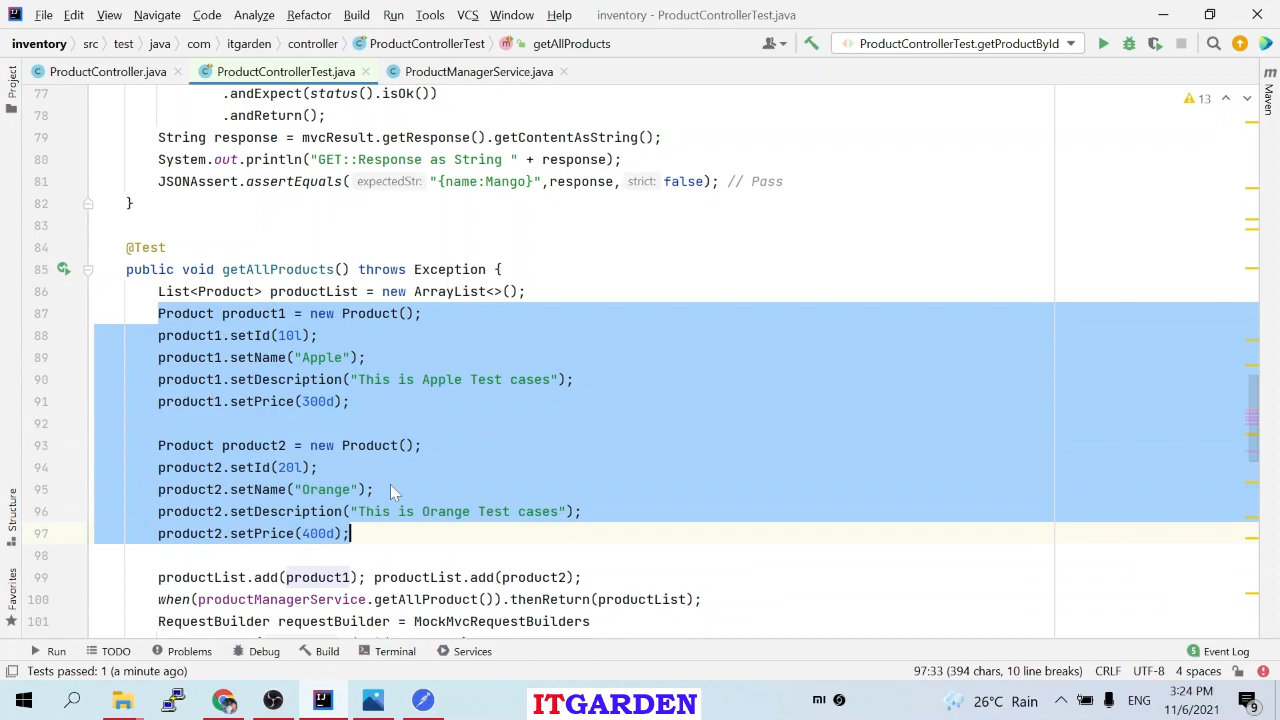 File Edit View Navigate Code Analyze Refactor Build Run Tools VCS Window Help inventory - ProductControllerTest.java
inventory src test java com itgarden controller ProductControllerTest getAllProducts ProductControllerTest.getProductById
ProductController.java ProductControllerTest.java ProductManagerService.java
Project
Structure
Favorites
Maven
13
77 .andExpect(status().isOk())
78 .andReturn();
79 String response = mvcResult.getResponse().getContentAsString();
80 System.out.println("GET::Response as String " + response);
81 JSONAssert.assertEquals( expectedStr: "{name:Mango}",response, strict: false); // Pass
82 }
83
84 @Test
85 public void getAllProducts() throws Exception {
86 List<Product> productList = new ArrayList<>();
87 Product product1 = new Product();
88 product1.setId(10l);
89 product1.setName("Apple");
90 product1.setDescription("This is Apple Test cases");
91 product1.setPrice(300d);
92
93 Product product2 = new Product();
94 product2.setId(20l);
95 product2.setName("Orange");
96 product2.setDescription("This is Orange Test cases");
97 product2.setPrice(400d);
98
99 productList.add(product1); productList.add(product2);
100 when(productManagerService.getAllProduct()).thenReturn(productList);
101 RequestBuilder requestBuilder = MockMvcRequestBuilders
Run TODO Problems Debug Build Terminal Services Event Log
Tests passed: 1 (a minute ago) 97:33 (394 chars, 10 line breaks) CRLF UTF-8 4 spaces
ITGARDEN
mi
26°C Rain
ENG
3:24 PM
11/6/2021
9